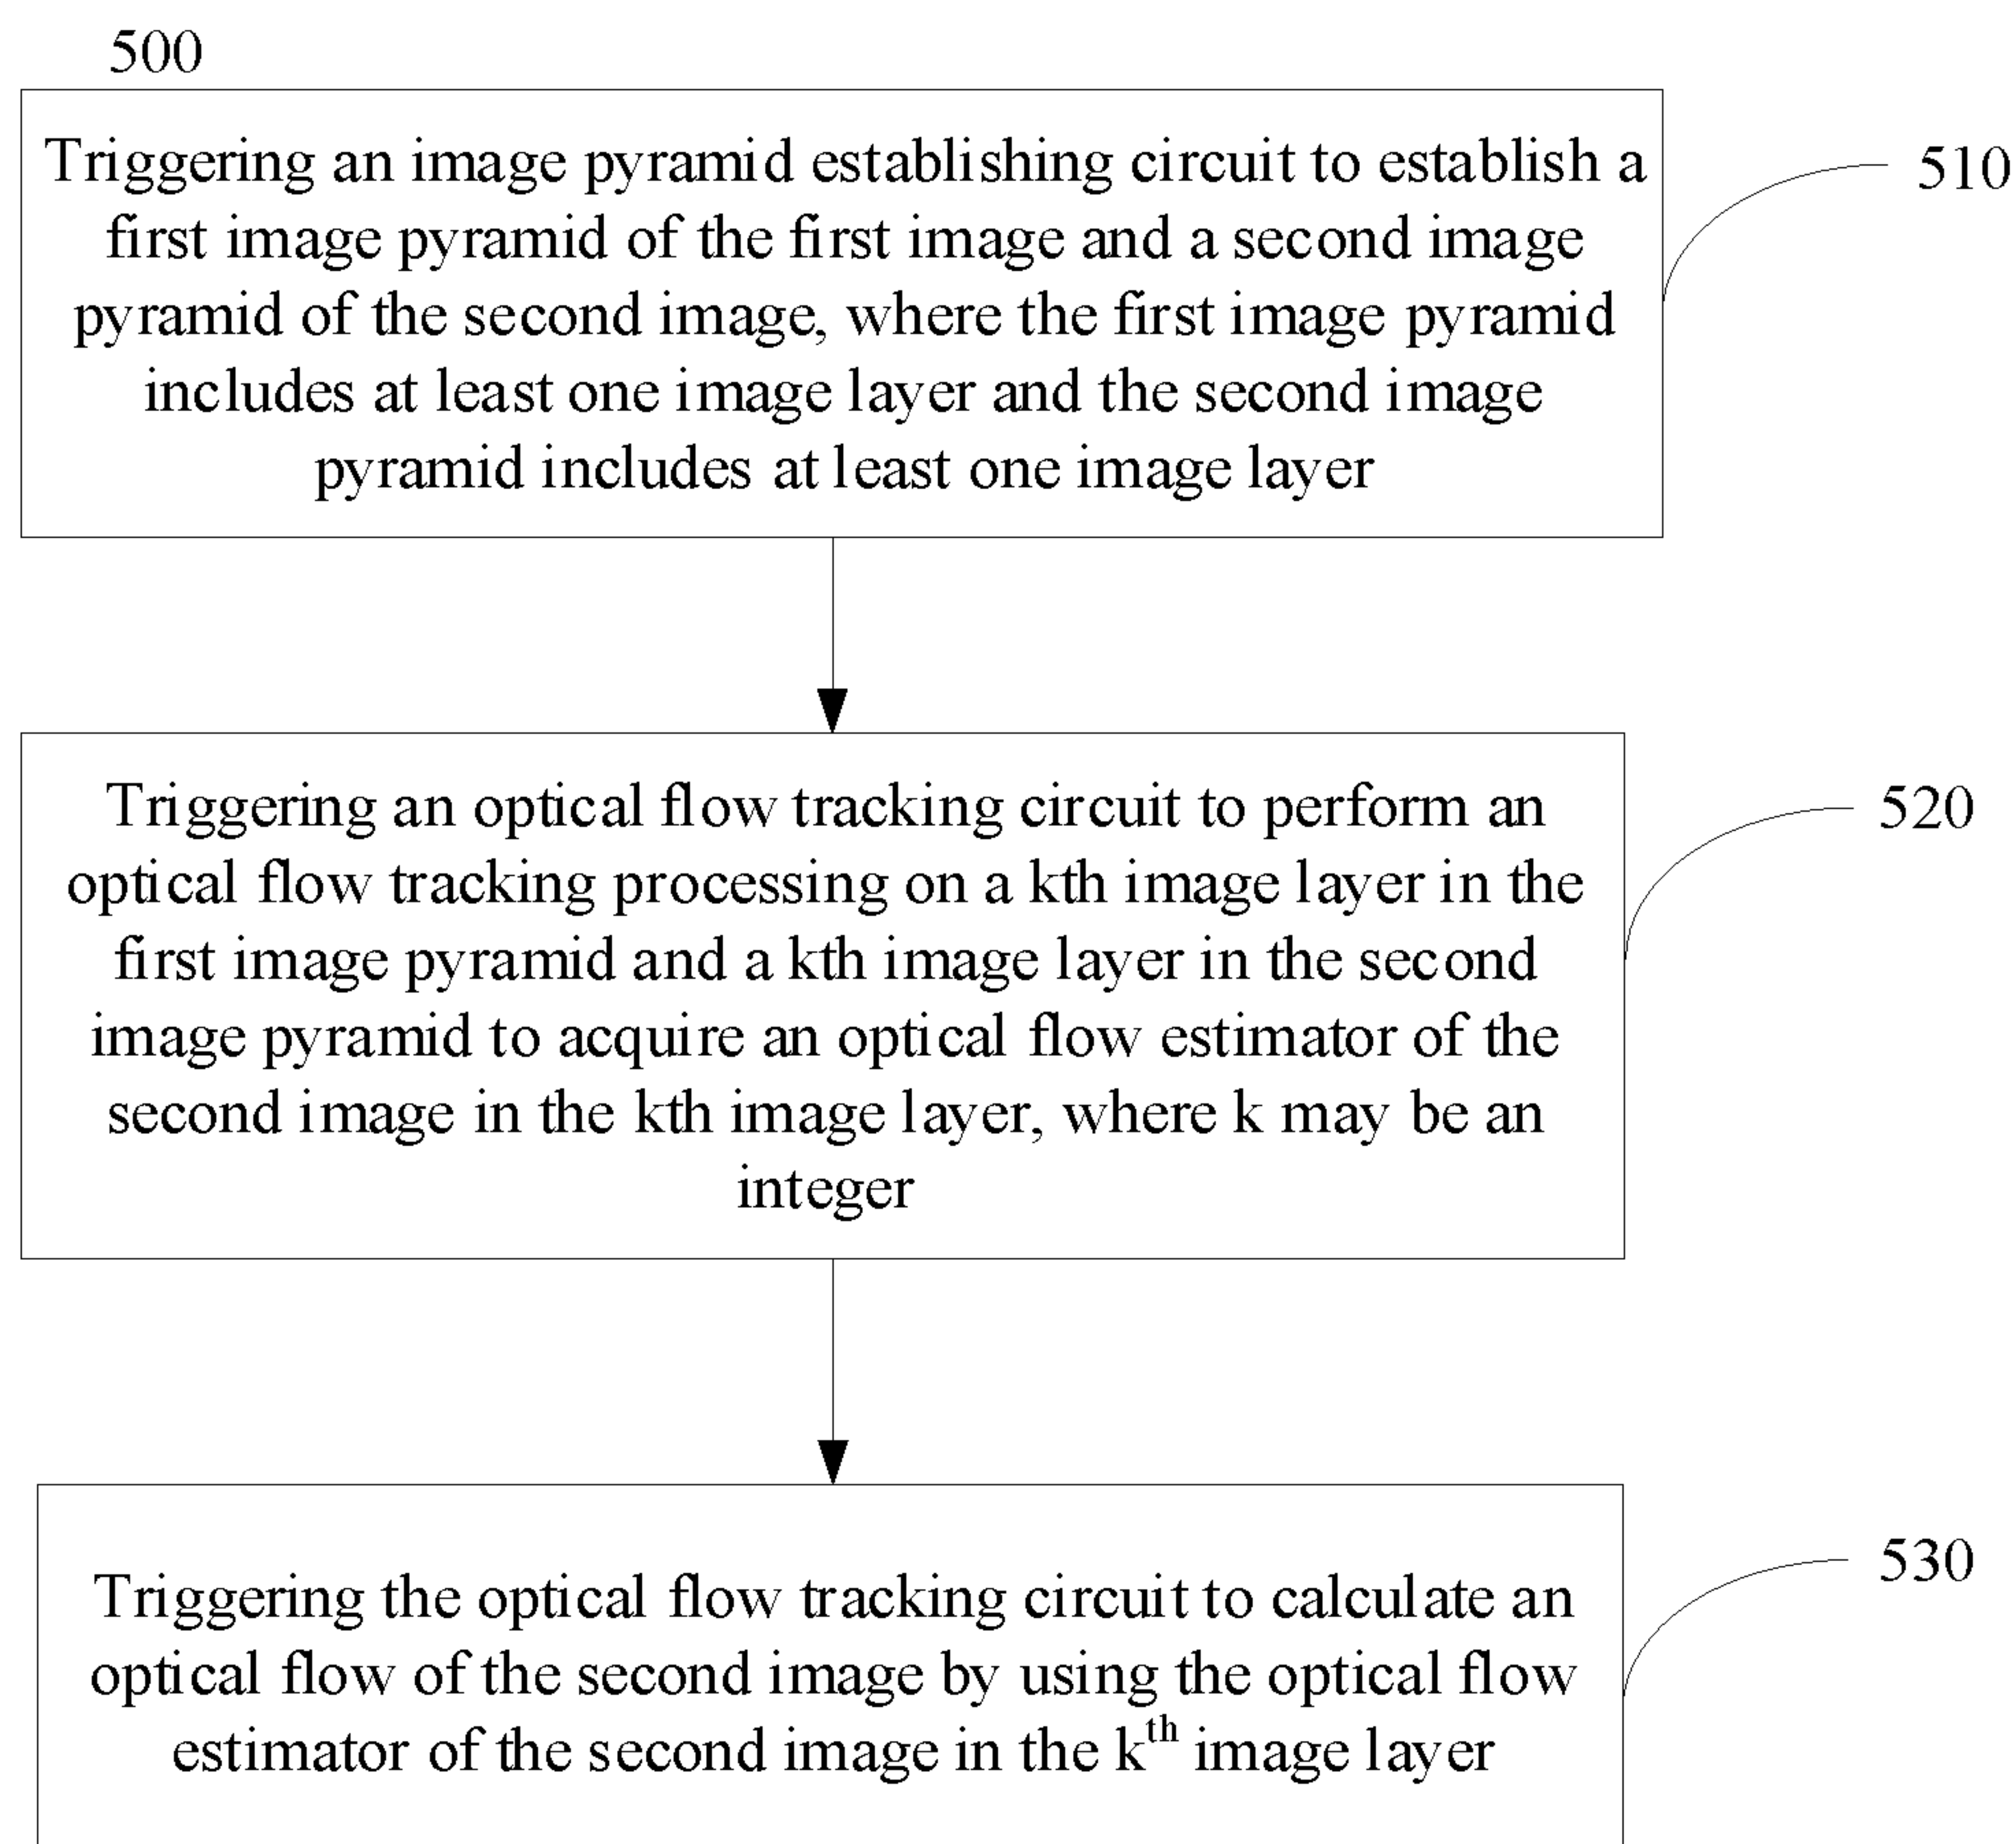 500
Triggering an image pyramid establishing circuit to establish a
first image pyramid of the first image and a second image
pyramid of the second image, where the first image pyramid
includes at least one image layer and the second image
pyramid includes at least one image layer
510
Triggering an optical flow tracking circuit to perform an
optical flow tracking processing on a kth image layer in the
first image pyramid and a kth image layer in the second
image pyramid to acquire an optical flow estimator of the
second image in the kth image layer, where k may be an
integer
520
Triggering the optical flow tracking circuit to calculate an
optical flow of the second image by using the optical flow
estimator of the second image in the k^th image layer
530